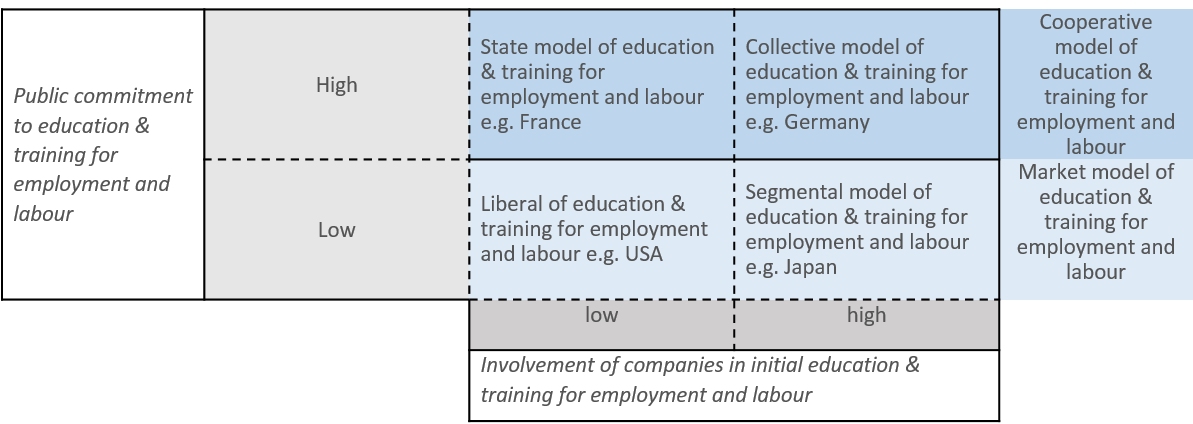 Public commitment
to education &
training for
employment and
labour
High
State model of education
& training for
employment and labour
e.g. France
Collective model of
education & training for
employment and labour
e.g. Germany
Cooperative
model of
education &
training for
employment and
labour
Low
Liberal of education &
training for employment
and labour e.g. USA
Segmental model of
education & training for
employment and labour
e.g. Japan
Market model of
education &
training for
employment and
labour
low
high
Involvement of companies in initial education &
training for employment and labour